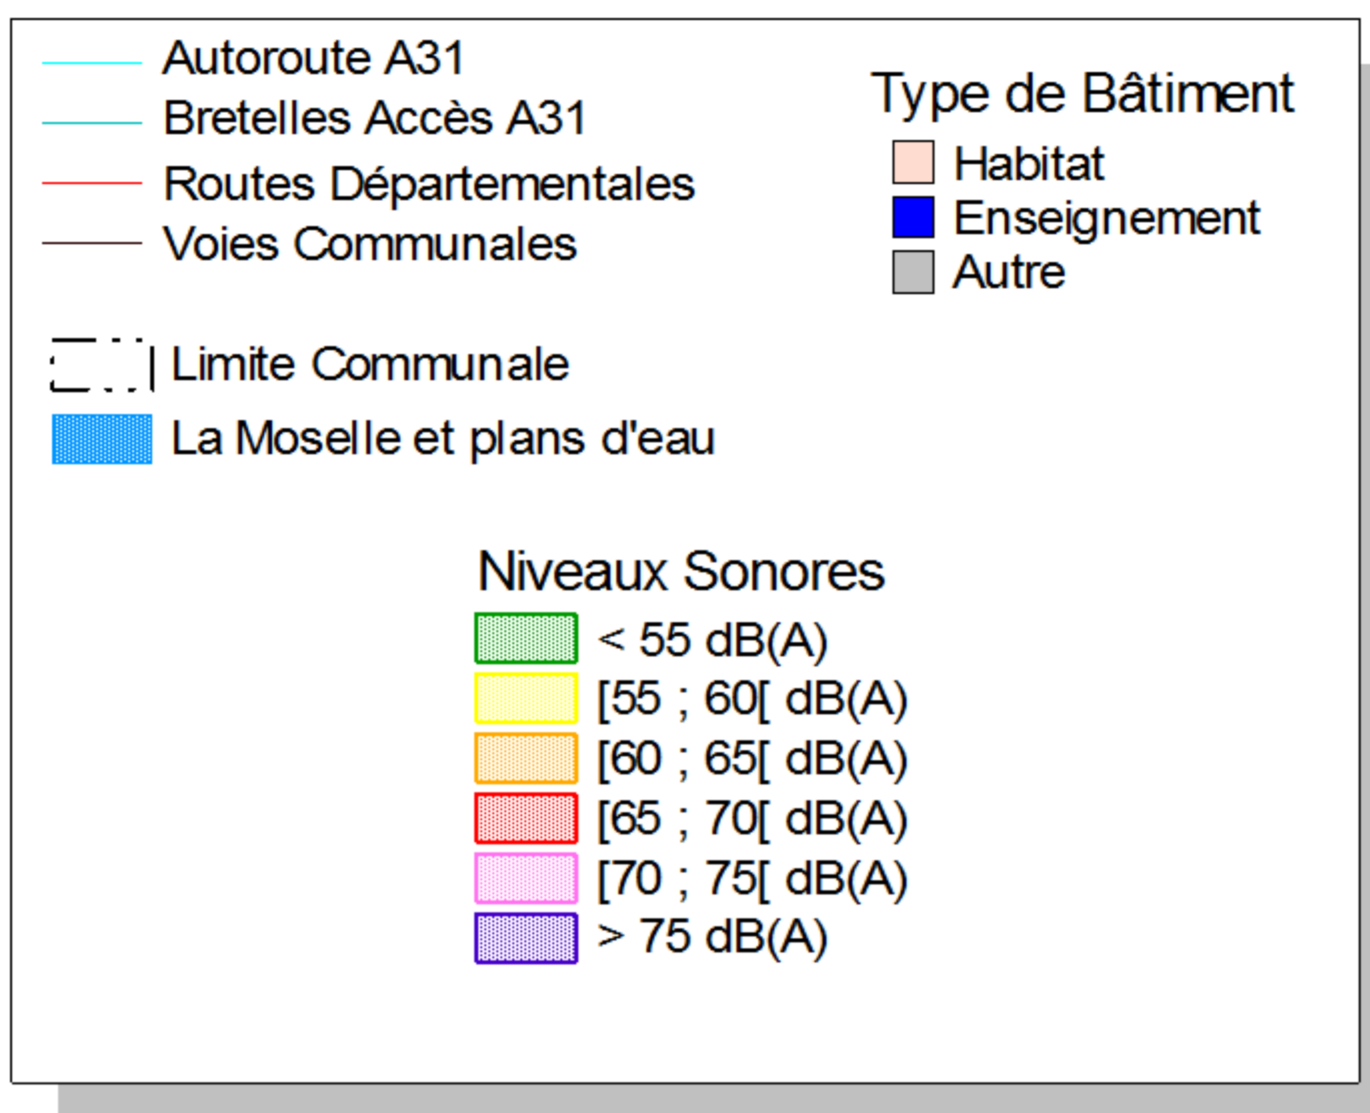 Autoroute A31
Bretelles Accès A31
Routes Départementales
Voies Communales
Type de Bâtiment
Habitat
Enseignement
Autre
Limite Communale
La Moselle et plans d'eau
Niveaux Sonores
< 55 dB(A)
[55 ; 60[ dB(A)
[60 ; 65[ dB(A)
[65 ; 70[ dB(A)
[70 ; 75[ dB(A)
> 75 dB(A)